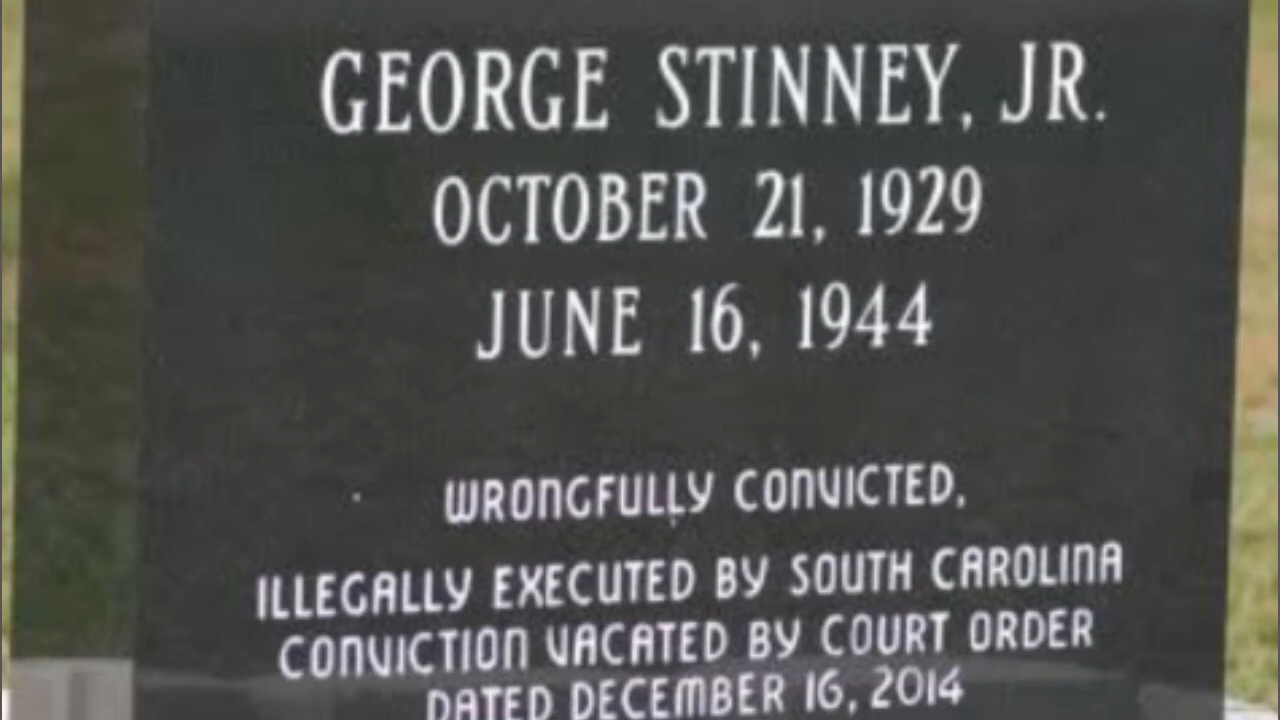 GEORGE STINNEY, JR.
OCTOBER 21, 1929
JUNE 16, 1944
WRONGFULLY CONVICTED,
ILLEGALLY EXECUTED BY SOUTH CAROLINA
CONVICTION VACATED BY COURT ORDER
DATED DECEMBER 16, 2014